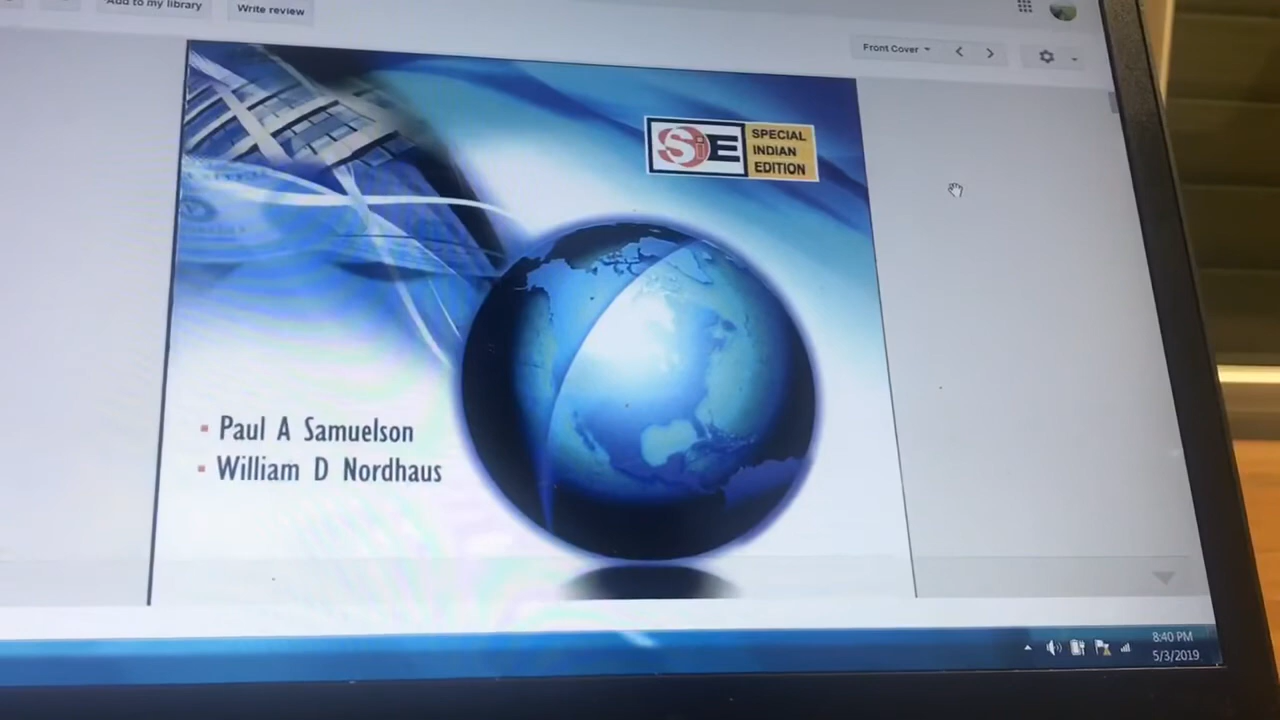 Add to my library
Write review
Front Cover
SiE
SPECIAL
INDIAN
EDITION
Paul A Samuelson
William D Nordhaus
8:40 PM
5/3/2019